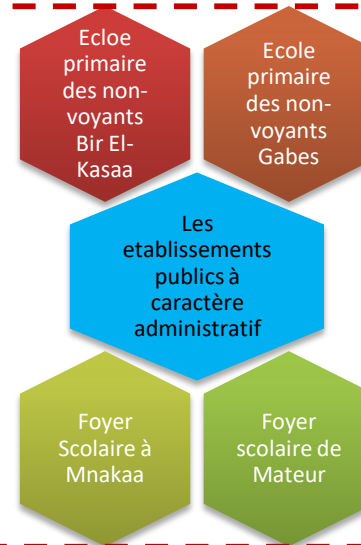 Ecloe
primaire
des non-
voyants
Bir El-
Kasaa
Ecole
primaire
des non-
voyants
Gabes
Les
etablissements
publics à
caractère
administratif
Foyer
Scolaire à
Mnakaa
Foyer
scolaire de
Mateur